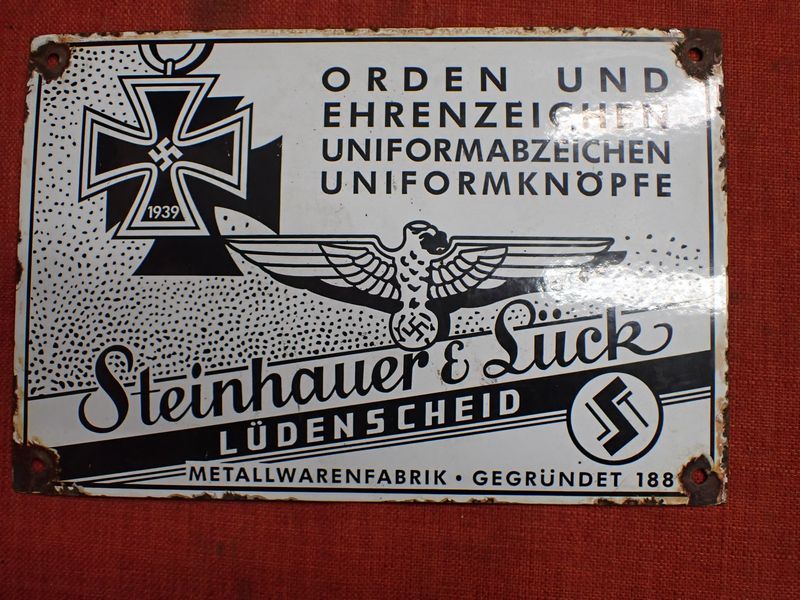 ORDEN UND
EHRENZEICHEN
UNIFORMABZEICHEN
UNIFORMKNÖPFE
1939
Steinhauer & Lück
LÜDENSCHEID
METALLWARENFABRIK · GEGRÜNDET 188